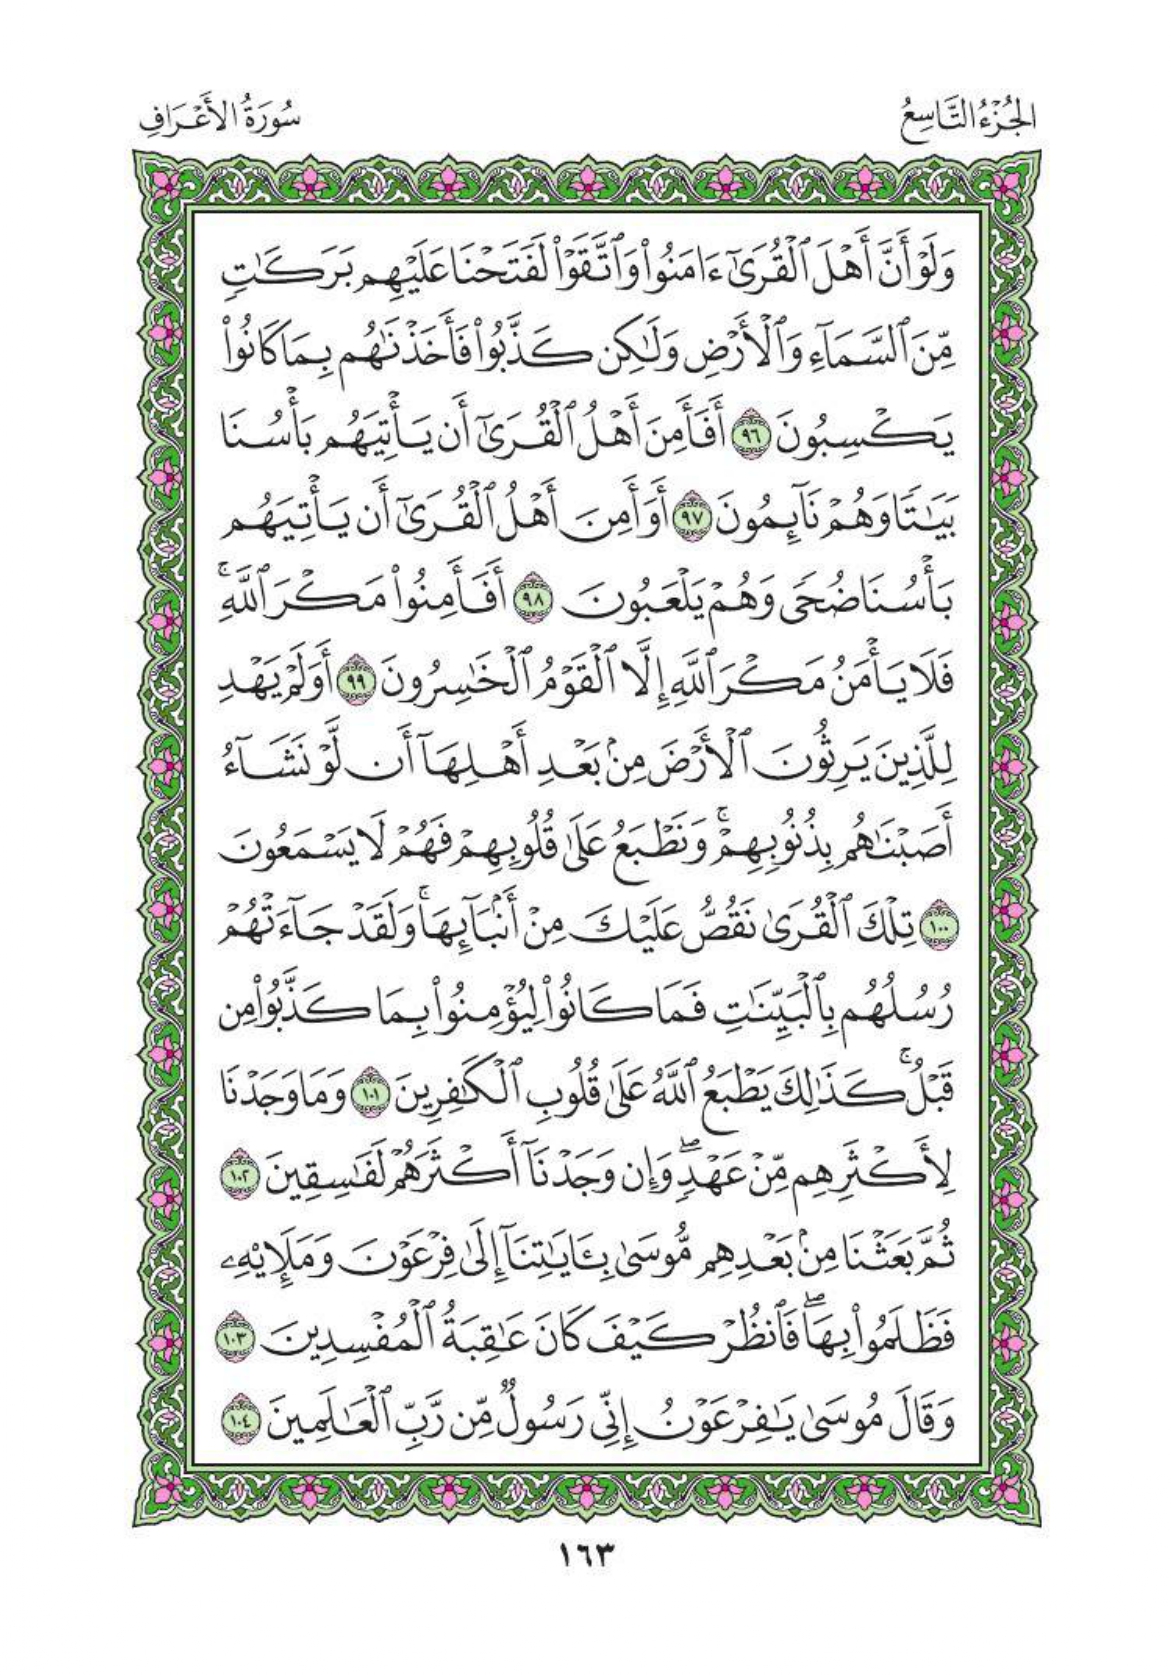 الجُزْءُ التَّاسِعُ
سُورَةُ الأَعْرَافِ
وَلَوْ أَنَّ أَهْلَ ٱلْقُرَىٰٓ ءَامَنُوا۟ وَٱتَّقَوْا۟ لَفَتَحْنَا عَلَيْهِم بَرَكَـٰتٍ
مِّنَ ٱلسَّمَآءِ وَٱلْأَرْضِ وَلَـٰكِن كَذَّبُوا۟ فَأَخَذْنَـٰهُم بِمَا كَانُوا۟
يَكْسِبُونَ ٩٦ أَفَأَمِنَ أَهْلُ ٱلْقُرَىٰٓ أَن يَأْتِيَهُم بَأْسُنَا
بَيَـٰتًا وَهُمْ نَآئِمُونَ ٩٧ أَوَأَمِنَ أَهْلُ ٱلْقُرَىٰٓ أَن يَأْتِيَهُم
بَأْسُنَا ضُحًى وَهُمْ يَلْعَبُونَ ٩٨ أَفَأَمِنُوا۟ مَكْرَ ٱللَّهِ ۚ
فَلَا يَأْمَنُ مَكْرَ ٱللَّهِ إِلَّا ٱلْقَوْمُ ٱلْخَـٰسِرُونَ ٩٩ أَوَلَمْ يَهْدِ
لِلَّذِينَ يَرِثُونَ ٱلْأَرْضَ مِنۢ بَعْدِ أَهْلِهَآ أَن لَّوْ نَشَآءُ
أَصَبْنَـٰهُم بِذُنُوبِهِمْ ۚ وَنَطْبَعُ عَلَىٰ قُلُوبِهِمْ فَهُمْ لَا يَسْمَعُونَ
١٠٠ تِلْكَ ٱلْقُرَىٰ نَقُصُّ عَلَيْكَ مِنْ أَنۢبَآئِهَا ۚ وَلَقَدْ جَآءَتْهُمْ
رُسُلُهُم بِٱلْبَيِّنَـٰتِ فَمَا كَانُوا۟ لِيُؤْمِنُوا۟ بِمَا كَذَّبُوا۟ مِن
قَبْلُ ۚ كَذَٰلِكَ يَطْبَعُ ٱللَّهُ عَلَىٰ قُلُوبِ ٱلْكَـٰفِرِينَ ١٠١ وَمَا وَجَدْنَا
لِأَكْثَرِهِم مِّنْ عَهْدٍ ۖ وَإِن وَجَدْنَآ أَكْثَرَهُمْ لَفَـٰسِقِينَ ١٠٢
ثُمَّ بَعَثْنَا مِنۢ بَعْدِهِم مُّوسَىٰ بِـَٔايَـٰتِنَآ إِلَىٰ فِرْعَوْنَ وَمَلَإِي۟هِۦ
فَظَلَمُوا۟ بِهَا ۖ فَٱنظُرْ كَيْفَ كَانَ عَـٰقِبَةُ ٱلْمُفْسِدِينَ ١٠٣
وَقَالَ مُوسَىٰ يَـٰفِرْعَوْنُ إِنِّى رَسُولٌ مِّن رَّبِّ ٱلْعَـٰلَمِينَ ١٠٤
١٦٣